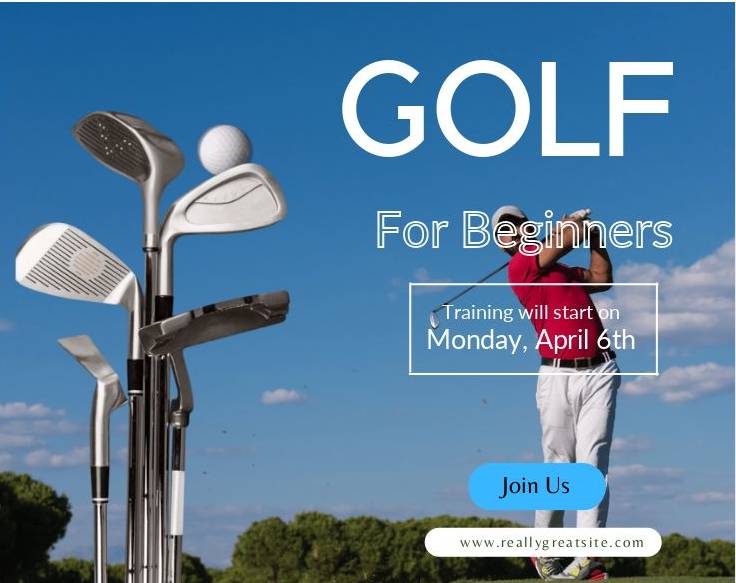 GOLF
For Beginners
Training will start on
Monday, April 6th
Join Us
www.reallygreatsite.com